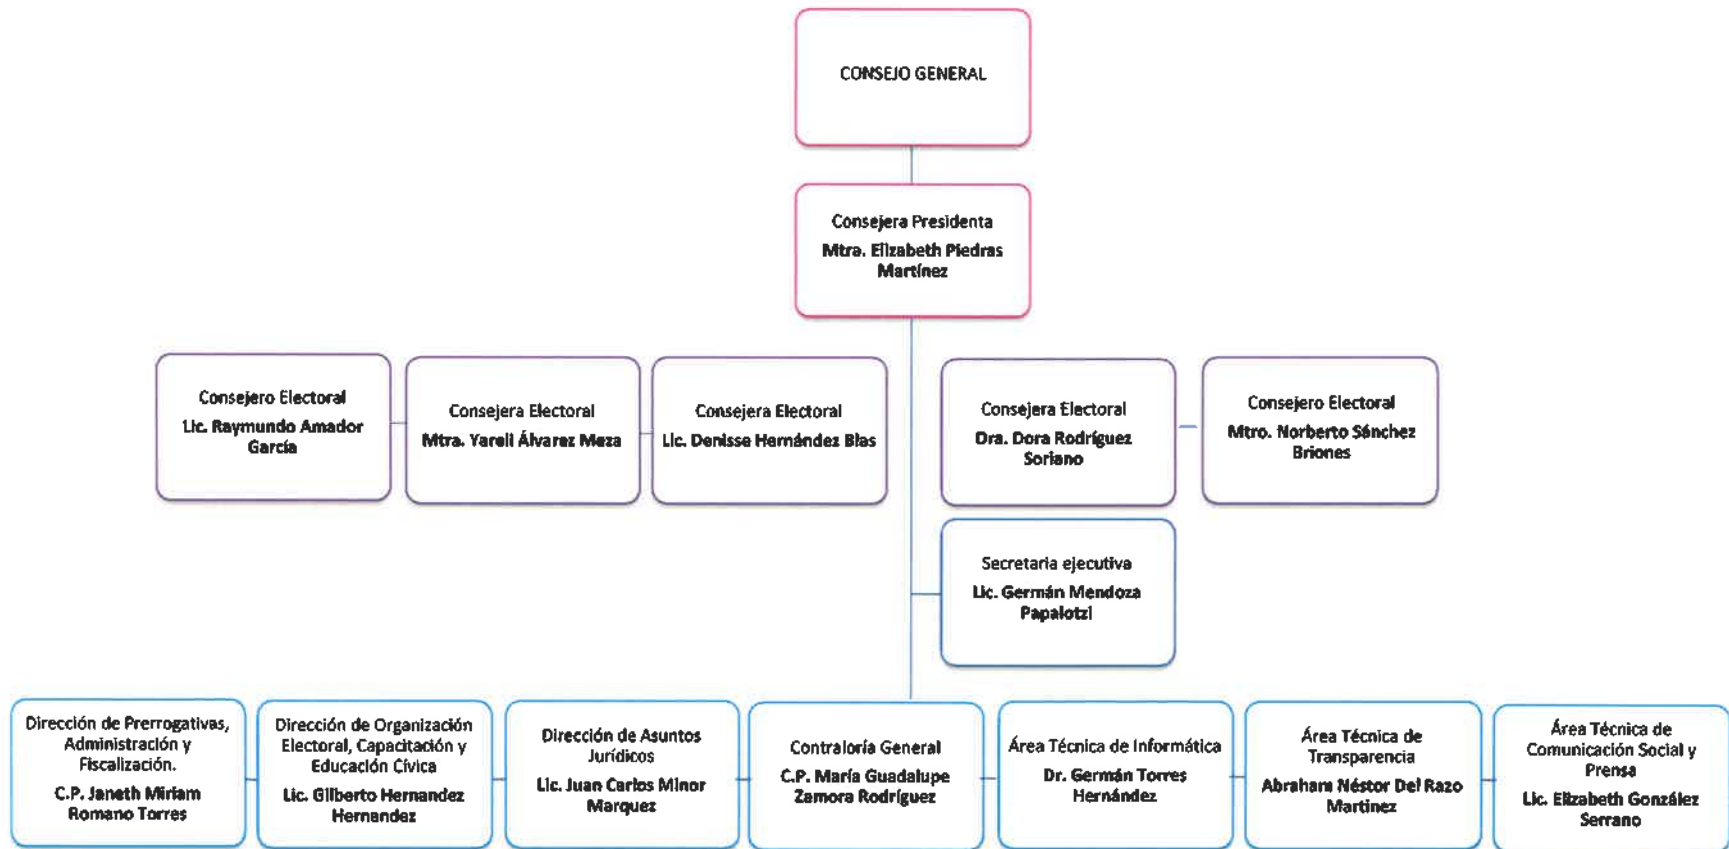 CONSEJO GENERAL
Consejera Presidenta
Mtra. Elizabeth Piedras
Martínez
Consejero Electoral
Lic. Raymundo Amador
García
Consejera Electoral
Mtra. Yareli Álvarez Meza
Consejera Electoral
Lic. Denisse Hernández Blas
Consejera Electoral
Dra. Dora Rodríguez
Soriano
Consejero Electoral
Mtro. Norberto Sánchez
Briones
Secretaria ejecutiva
Lic. Germán Mendoza
Papalotzi
Dirección de Prerrogativas,
Administración y
Fiscalización.
C.P. Janeth Miriam
Romano Torres
Dirección de Organización
Electoral, Capacitación y
Educación Cívica
Lic. Gilberto Hernandez
Hernandez
Dirección de Asuntos
Jurídicos
Lic. Juan Carlos Minor
Marquez
Contraloría General
C.P. María Guadalupe
Zamora Rodríguez
Área Técnica de Informática
Dr. Germán Torres
Hernández
Área Técnica de
Transparencia
Abraham Néstor Del Razo
Martinez
Área Técnica de
Comunicación Social y
Prensa
Lic. Elizabeth González
Serrano